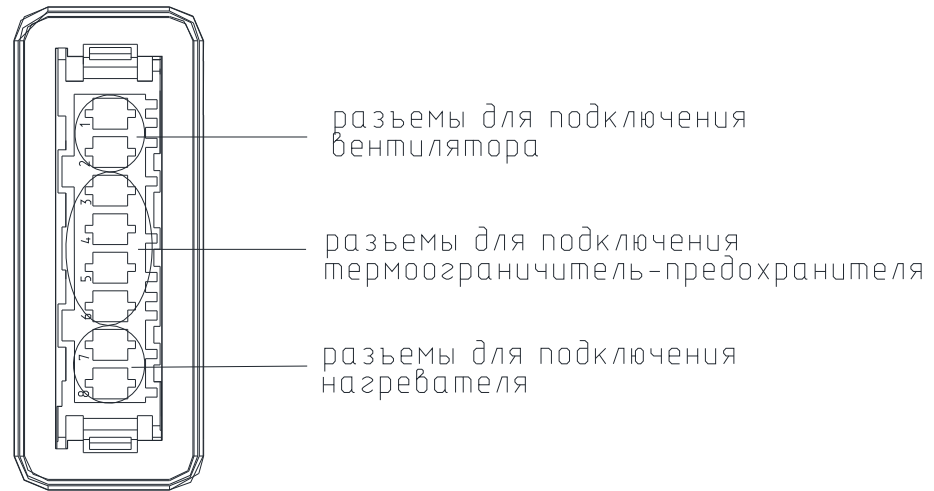 1
2
3
4
5
6
7
8
разъемы для подключения
вентилятора
разъемы для подключения
термоограничитель-предохранителя
разъемы для подключения
нагревателя